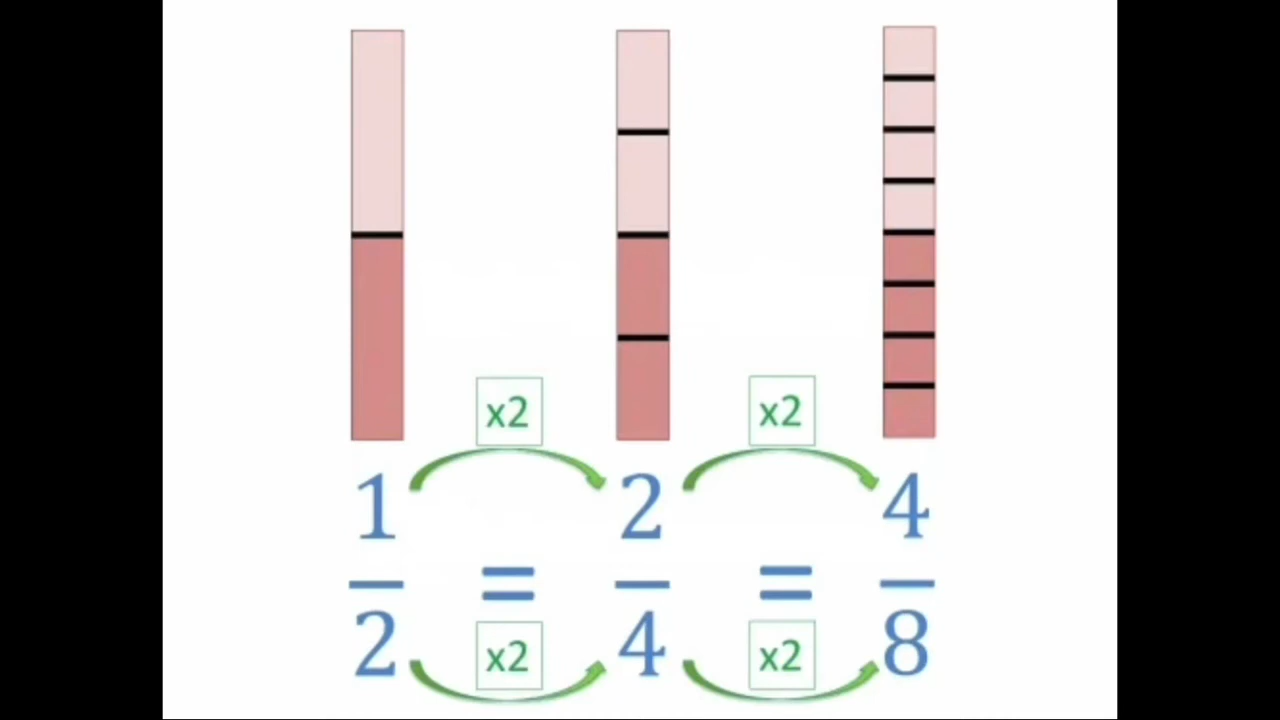 x2 x2
1 2 4
= =
2 4 8
x2 x2